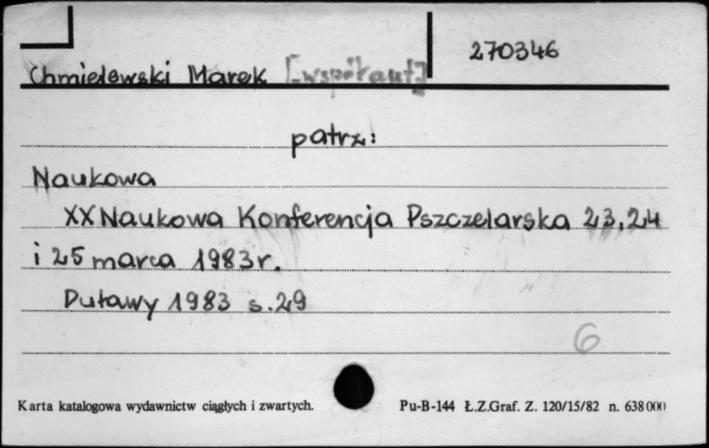 270346
Chmielewski Marek [współaut]
patrz:
Naukowa
XX Naukowa Konferencja Pszczelarska 23, 24
i 25 marca 1983 r.
Puławy 1983 s. 29
6
Karta katalogowa wydawnictw ciągłych i zwartych. Pu-B-144 Ł.Z.Graf. Z. 120/15/82 n. 638000